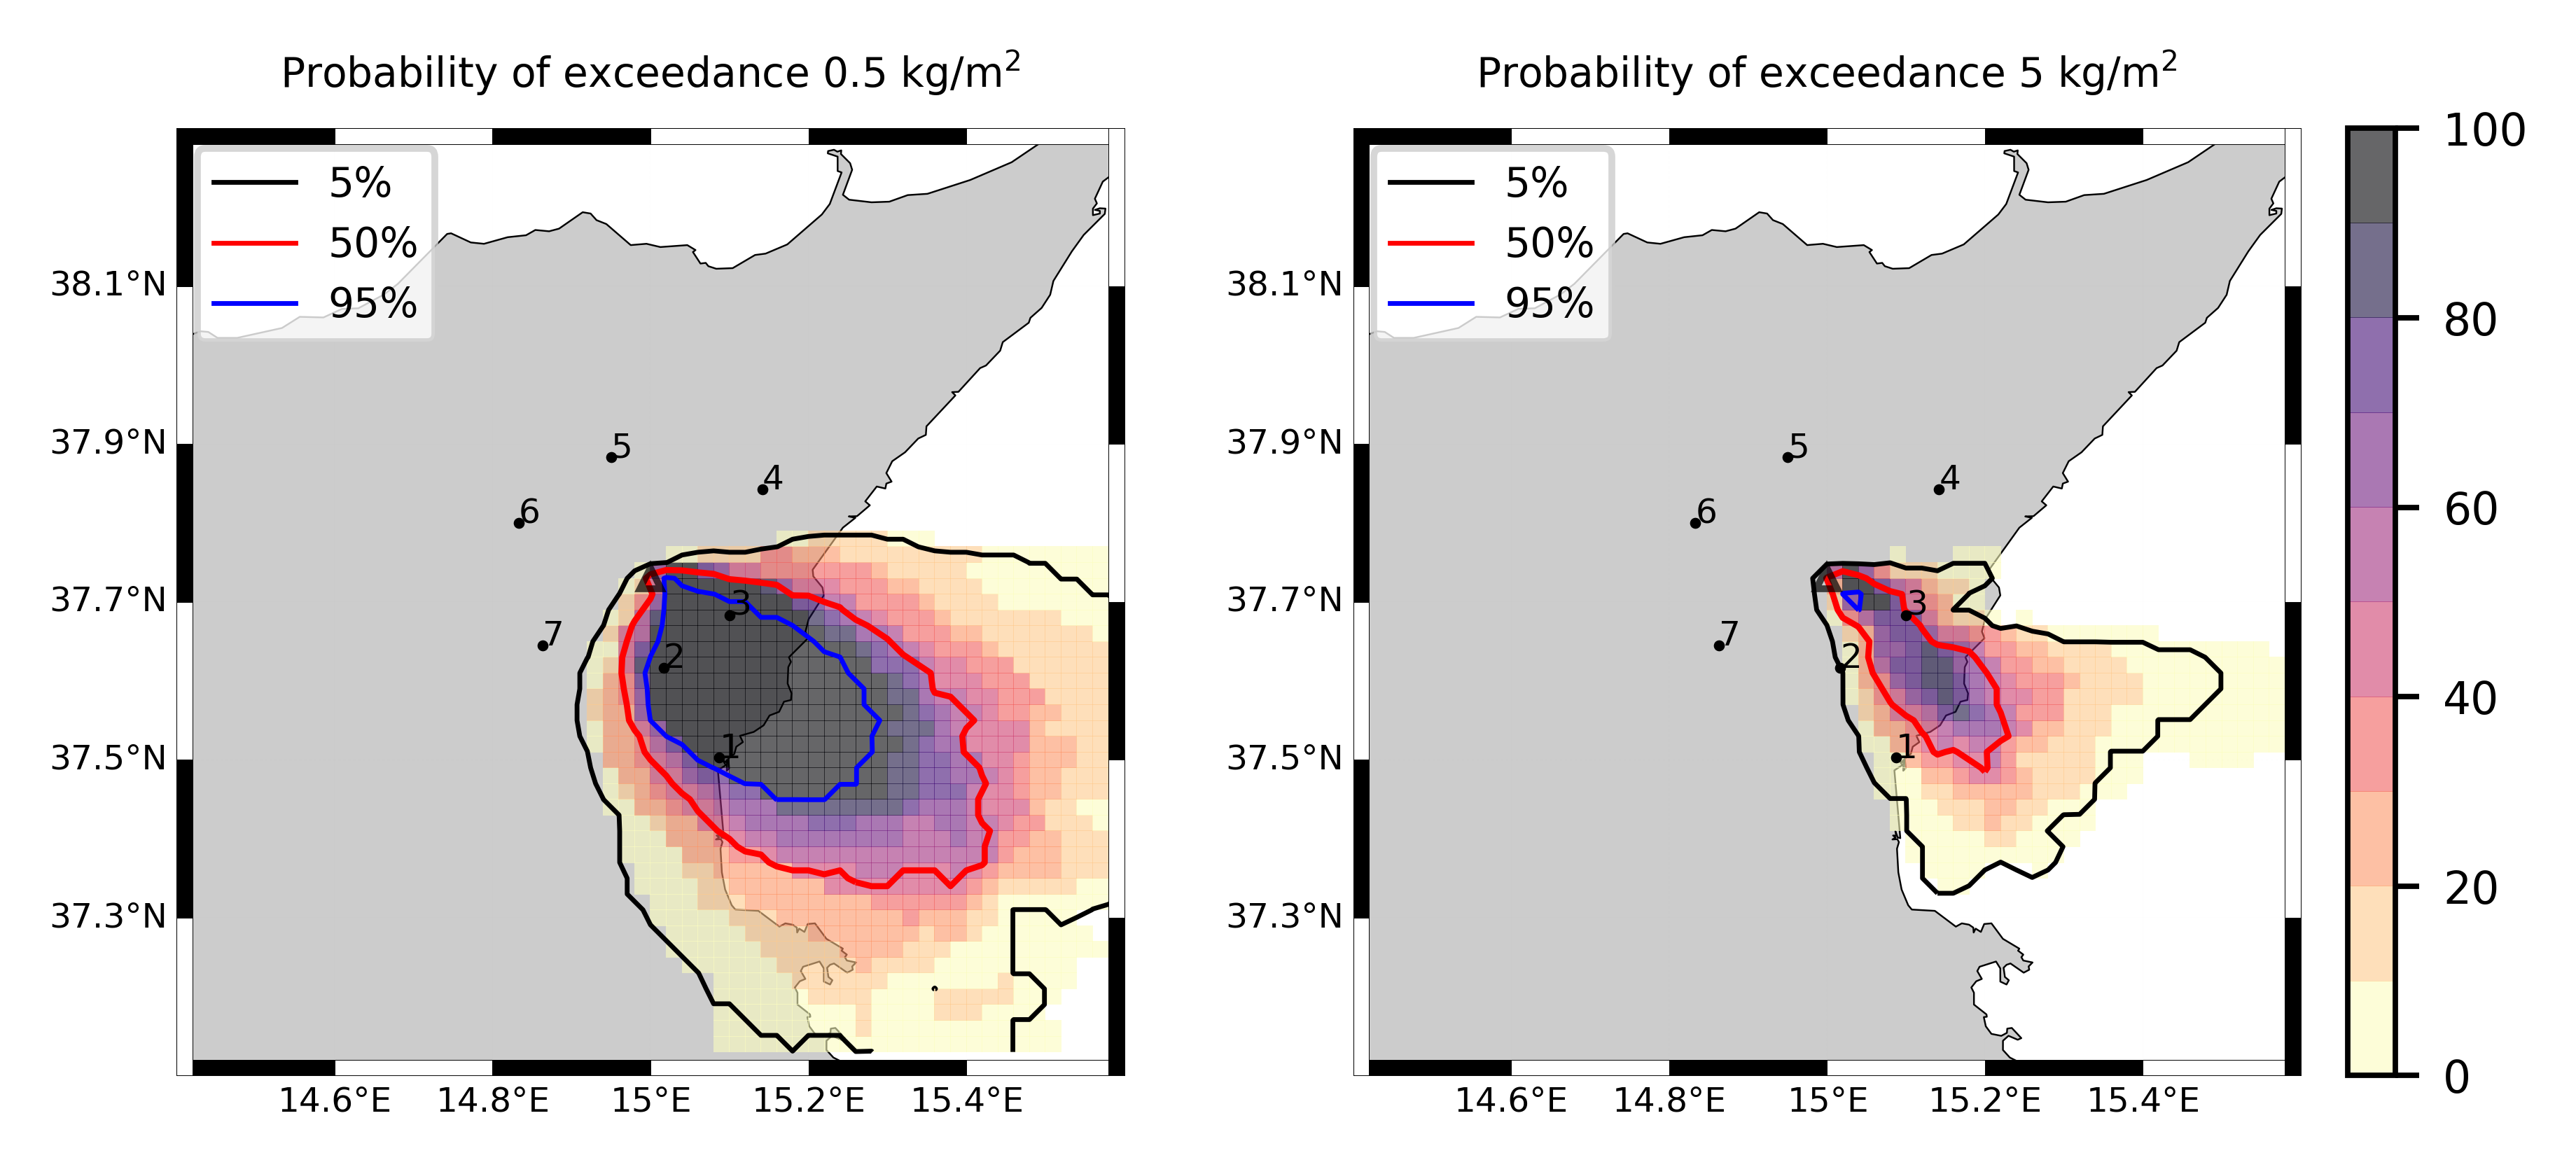 Probability of exceedance 0.5 kg/m²
5%
50%
95%
38.1°N
37.9°N
37.7°N
37.5°N
37.3°N
14.6°E 14.8°E 15°E 15.2°E 15.4°E
5
4
6
3
7
2
1
Probability of exceedance 5 kg/m²
5%
50%
95%
38.1°N
37.9°N
37.7°N
37.5°N
37.3°N
14.6°E 14.8°E 15°E 15.2°E 15.4°E
5
4
6
3
7
2
1
100
80
60
40
20
0